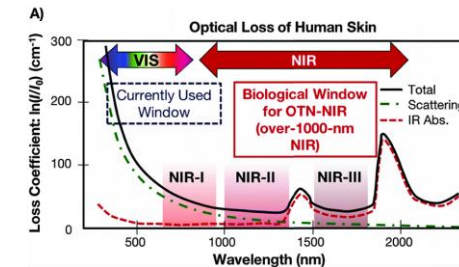 A)
Optical Loss of Human Skin
Loss Coefficient: ln(I/I0) (cm-1)
300
200
100
0
VIS
NIR
Currently Used
Window
Biological Window
for OTN-NIR
(over-1000-nm
NIR)
Total
Scattering
IR Abs.
NIR-I
NIR-II
NIR-III
500
1000
1500
2000
Wavelength (nm)